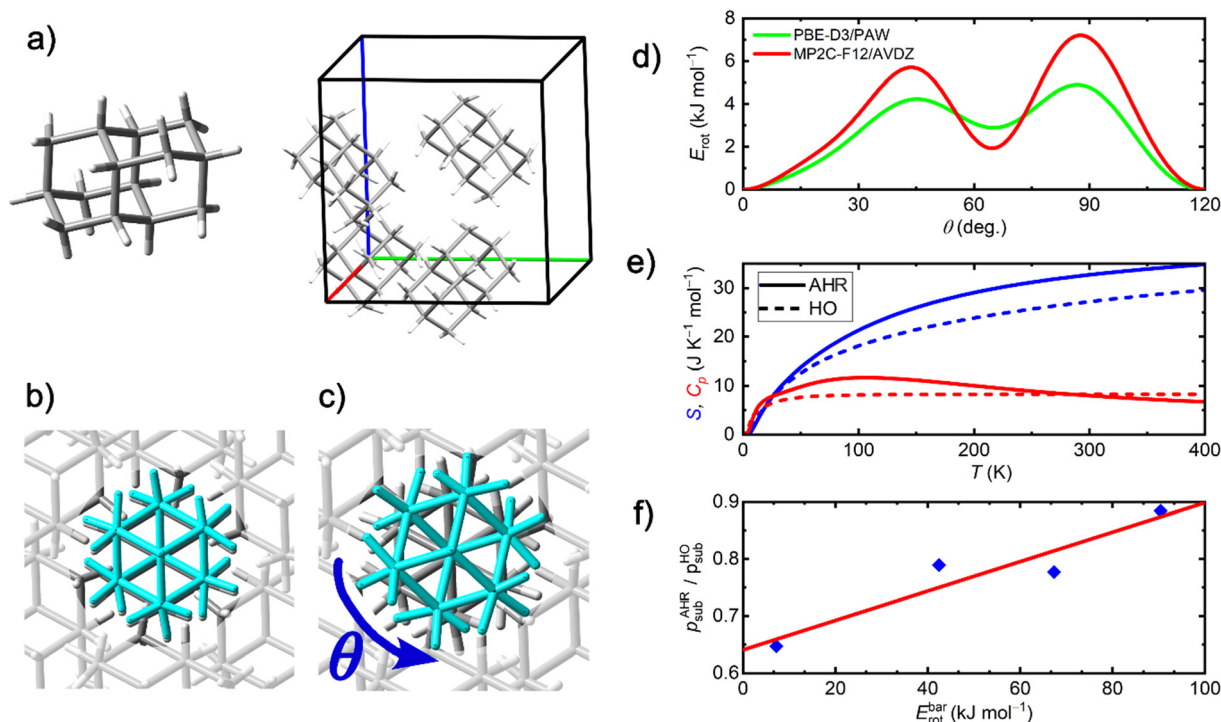 a)
b)
c)
θ
d)
PBE-D3/PAW
MP2C-F12/AVDZ
E_rot (kJ mol⁻¹)
8
6
4
2
0
0 30 60 90 120
θ (deg.)
e)
AHR
HO
S, C_p (J K⁻¹ mol⁻¹)
30
20
10
0
0 100 200 300 400
T (K)
f)
p_sub^AHR / p_sub^HO
0.9
0.8
0.7
0.6
0 20 40 60 80 100
E_rot^bar (kJ mol⁻¹)